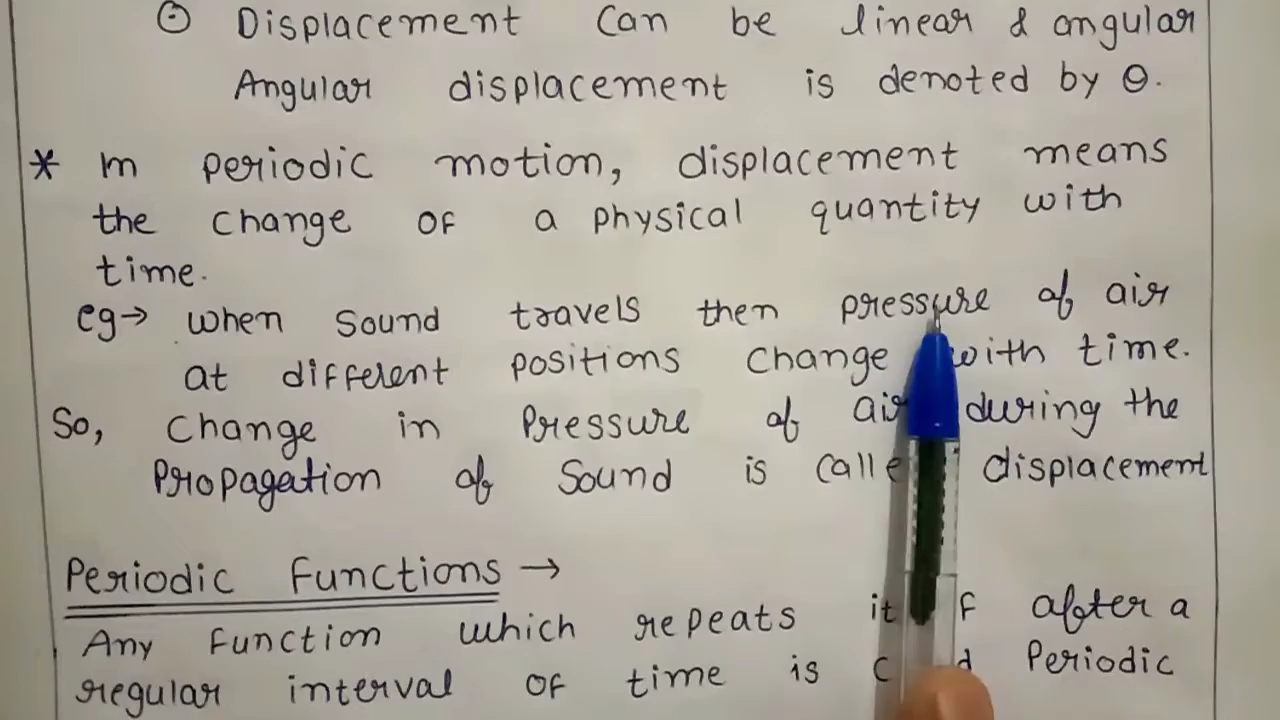 ⊙ Displacement can be linear & angular
Angular displacement is denoted by θ.
* In periodic motion, displacement means
the change of a physical quantity with
time.
eg→ when sound travels then pressure of air
at different positions change with time.
So, change in Pressure of air during the
Propagation of Sound is called displacement
Periodic Functions →
Any Function which repeats after a
regular interval of time is Periodic